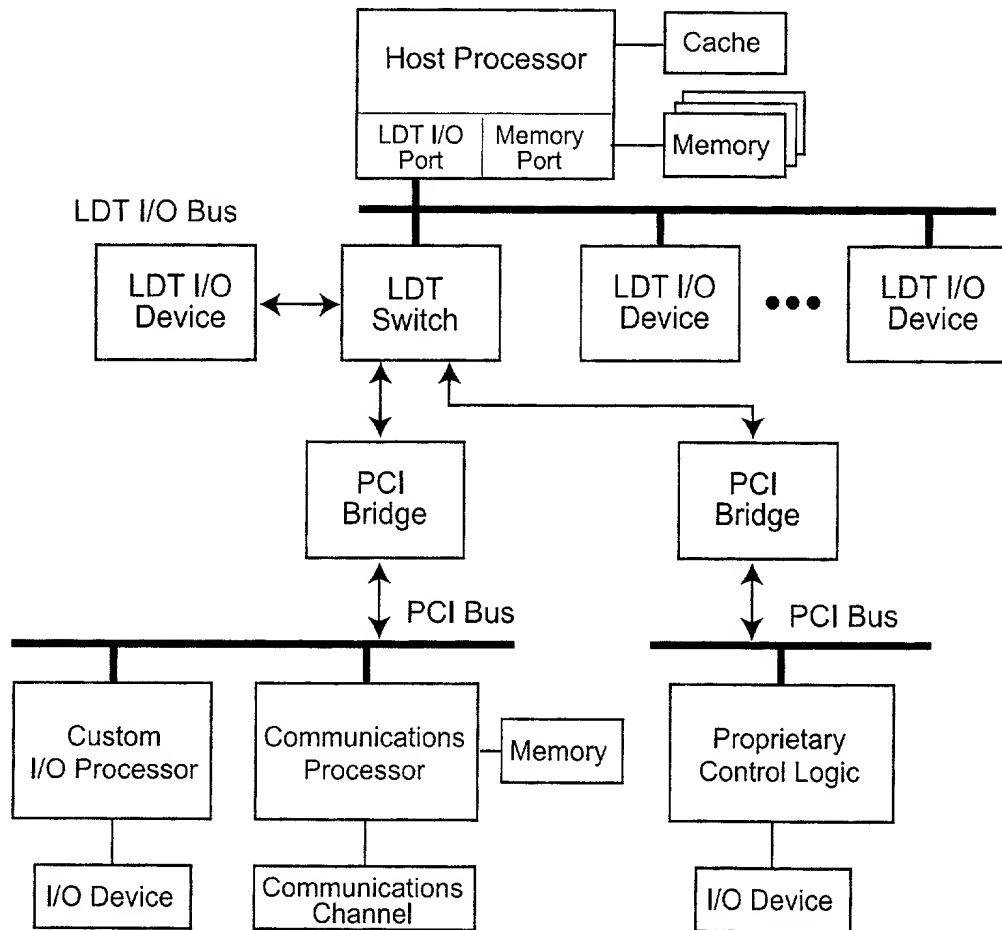 Host Processor
Cache
LDT I/O
Port
Memory
Port
Memory
LDT I/O Bus
LDT I/O
Device
LDT
Switch
LDT I/O
Device
LDT I/O
Device
PCI
Bridge
PCI
Bridge
PCI Bus
PCI Bus
Custom
I/O Processor
Communications
Processor
Memory
Proprietary
Control Logic
I/O Device
Communications
Channel
I/O Device